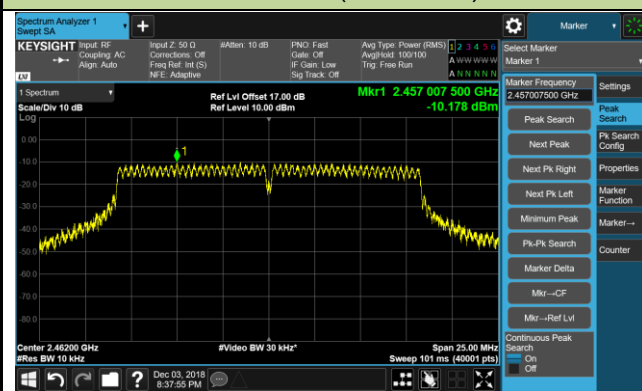 Spectrum Analyzer 1
Swept SA
Marker
KEYSIGHT
Input: RF
Coupling: AC
Align: Auto
Input Z: 50 Ω
Corrections: Off
Freq Ref: Int (S)
NFE: Adaptive
#Atten: 10 dB
PNO: Fast
Gate: Off
IF Gain: Low
Sig Track: Off
Avg Type: Power (RMS)
Avg|Hold: 100/100
Trig: Free Run
1 2 3 4 5 6
A W W W W W
A N N N N N
LXI
Select Marker
Marker 1
1 Spectrum
Scale/Div 10 dB
Log
Ref Lvl Offset 17.00 dB
Ref Level 10.00 dBm
Mkr1 2.457 007 500 GHz
-10.178 dBm
0.00
-10.0
-20.0
-30.0
-40.0
-50.0
-60.0
-70.0
-80.0
1
Center 2.46200 GHz
#Res BW 10 kHz
#Video BW 30 kHz*
Span 25.00 MHz
Sweep 101 ms (40001 pts)
Marker Frequency
2.457007500 GHz
Peak Search
Next Peak
Next Pk Right
Next Pk Left
Minimum Peak
Pk-Pk Search
Marker Delta
Mkr→CF
Mkr→Ref Lvl
Continuous Peak
Search
On
Off
Settings
Peak
Search
Pk Search
Config
Properties
Marker
Function
Marker→
Counter
Dec 03, 2018
8:37:55 PM